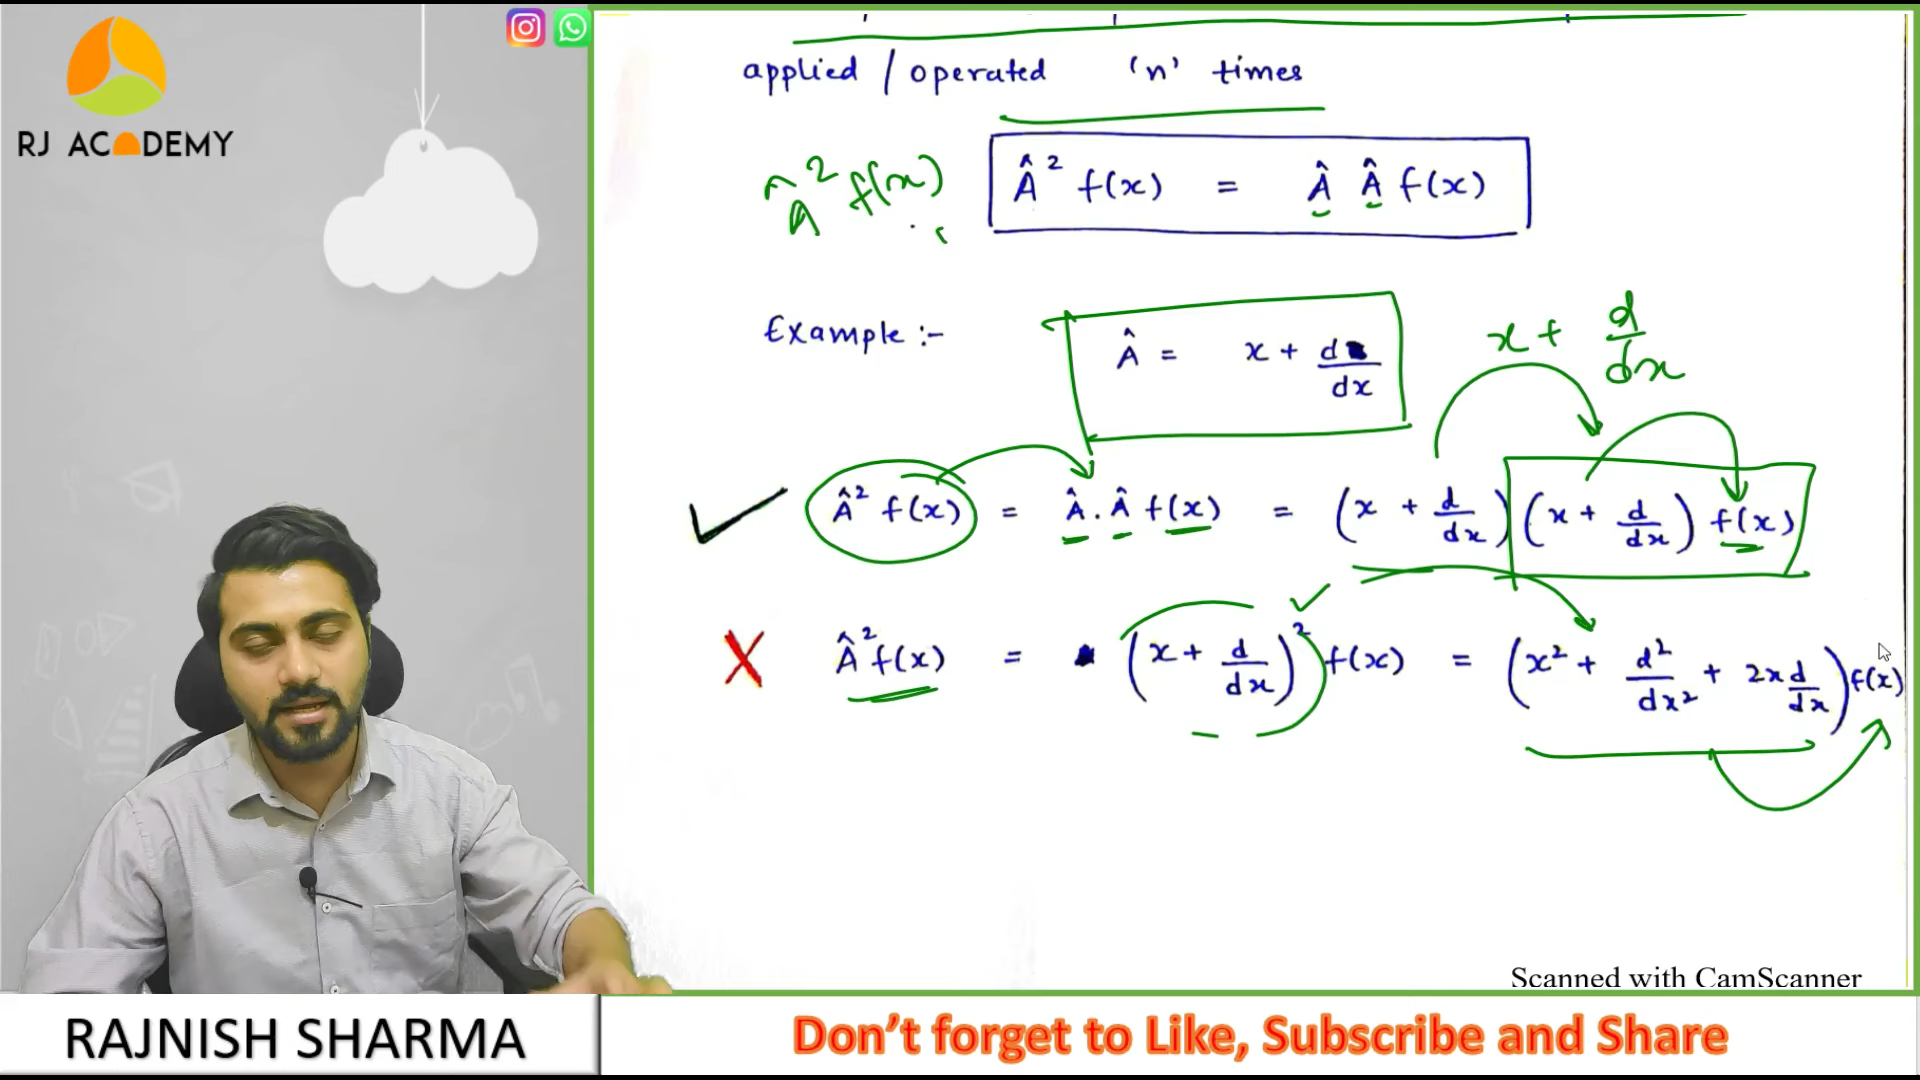 RJ ACADEMY
applied / operated 'n' times
Â² f(x)
Â² f(x) = Â Â f(x)
Example :-
Â = x + d/dx
x + d/dx
Â² f(x) = Â . Â f(x) = (x + d/dx) (x + d/dx) f(x)
X Â² f(x) = (x + d/dx)² f(x) = (x² + d²/dx² + 2x d/dx) f(x)
Scanned with CamScanner
RAJNISH SHARMA
Don't forget to Like, Subscribe and Share